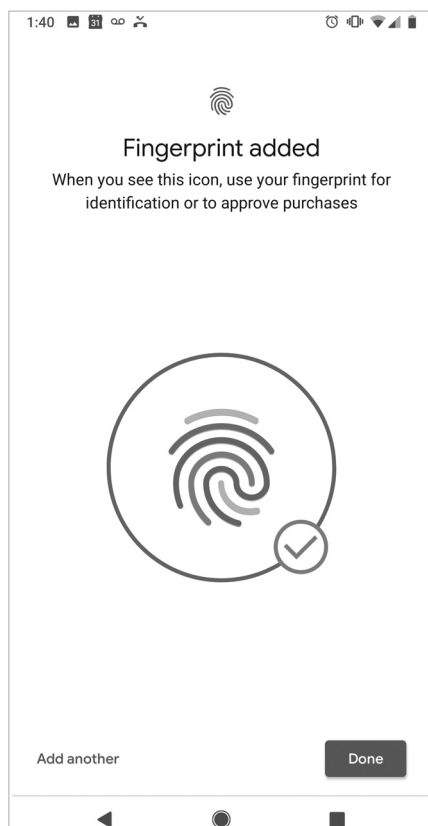 1:40 31
Fingerprint added
When you see this icon, use your fingerprint for
identification or to approve purchases
Add another Done